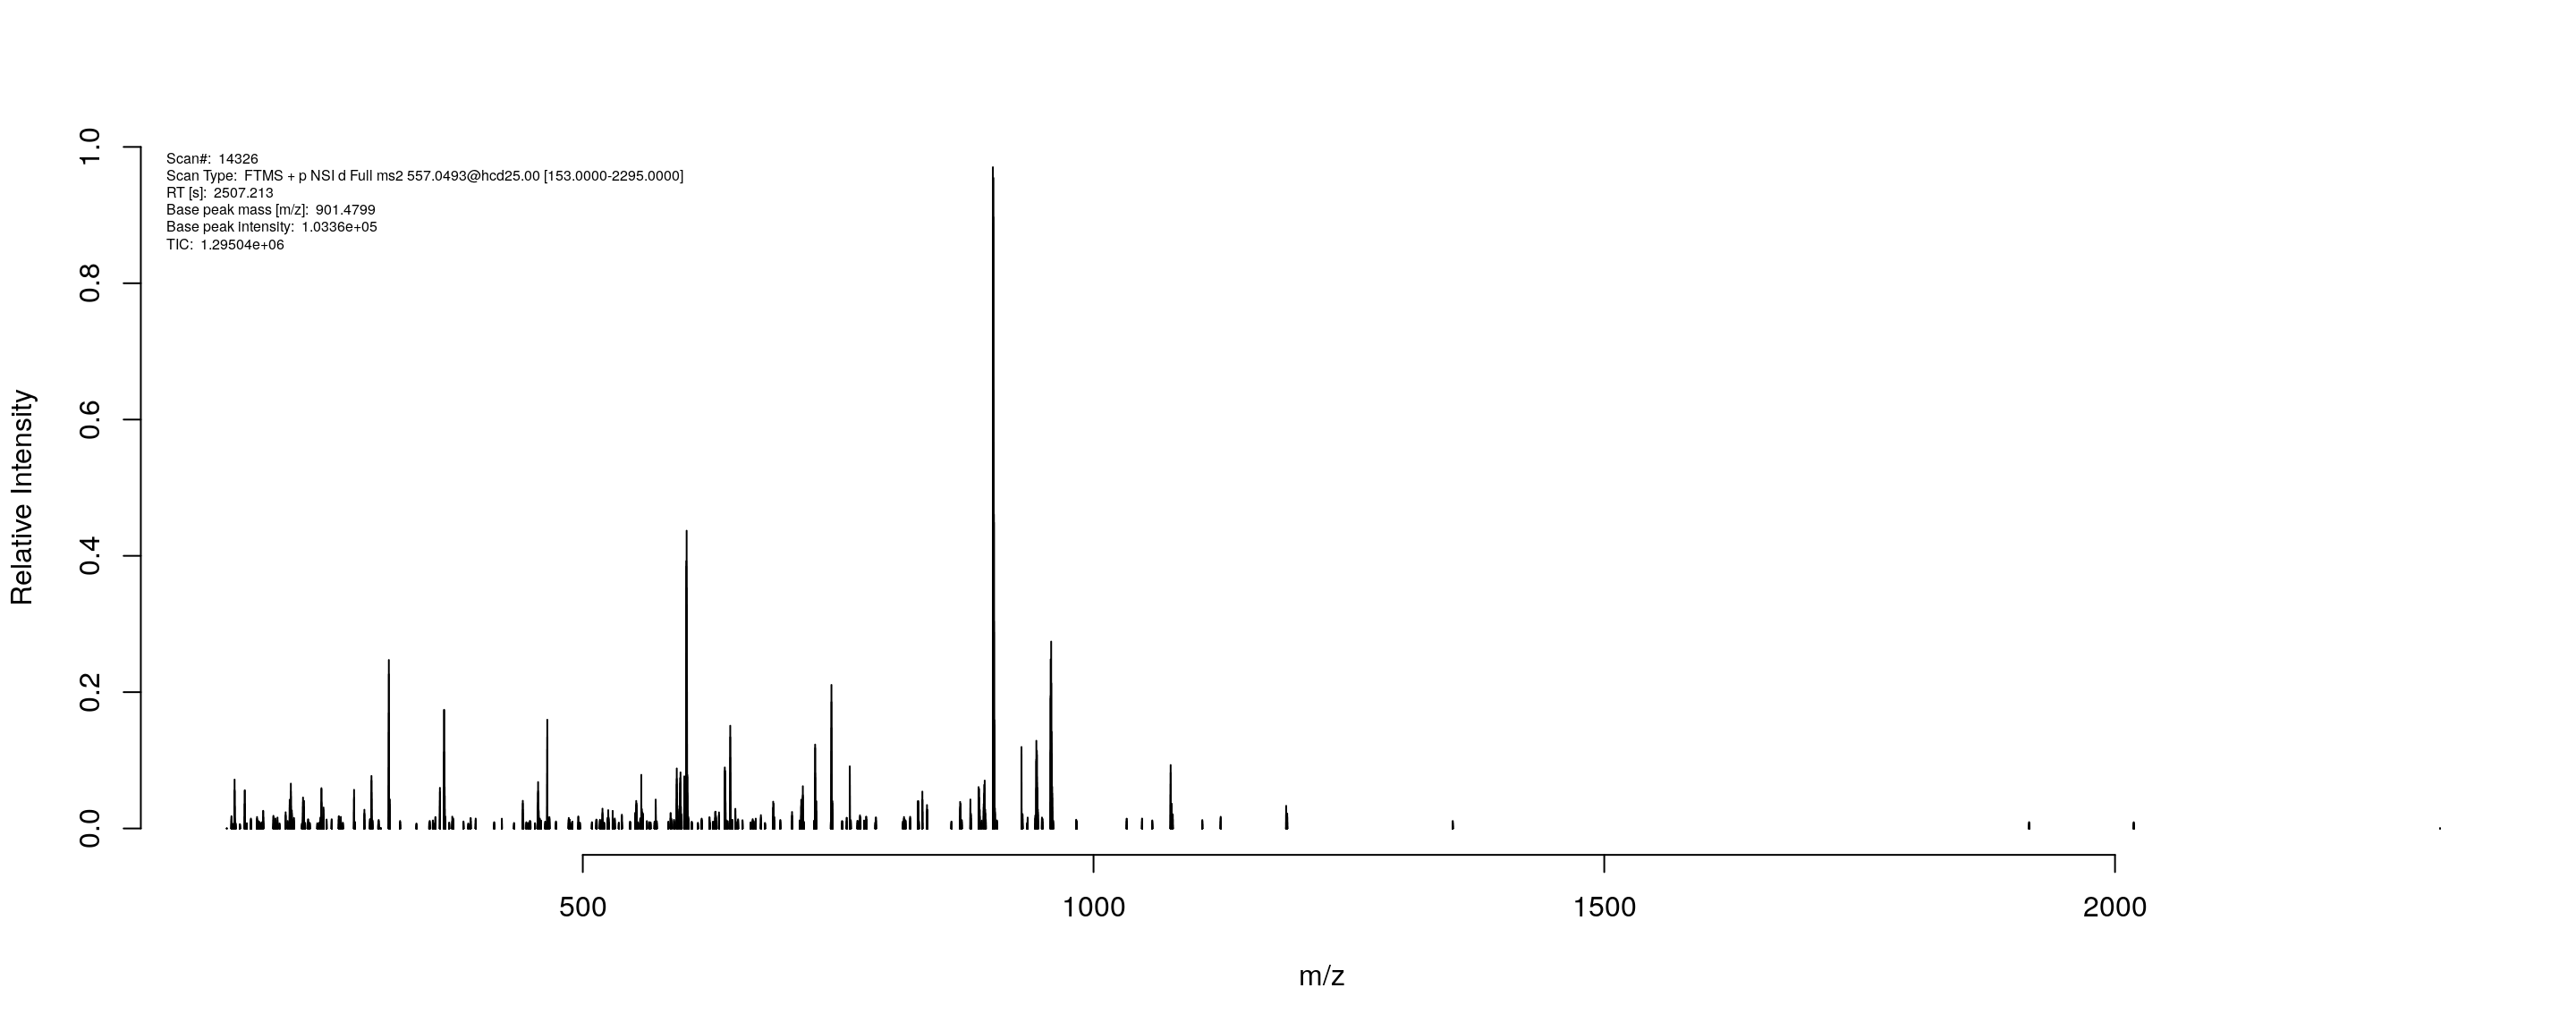 Scan#: 14326
Scan Type: FTMS + p NSI d Full ms2 557.0493@hcd25.00 [153.0000-2295.0000]
RT [s]: 2507.213
Base peak mass [m/z]: 901.4799
Base peak intensity: 1.0336e+05
TIC: 1.29504e+06
1.0
0.8
0.6
0.4
0.2
0.0
Relative Intensity
500 1000 1500 2000
m/z